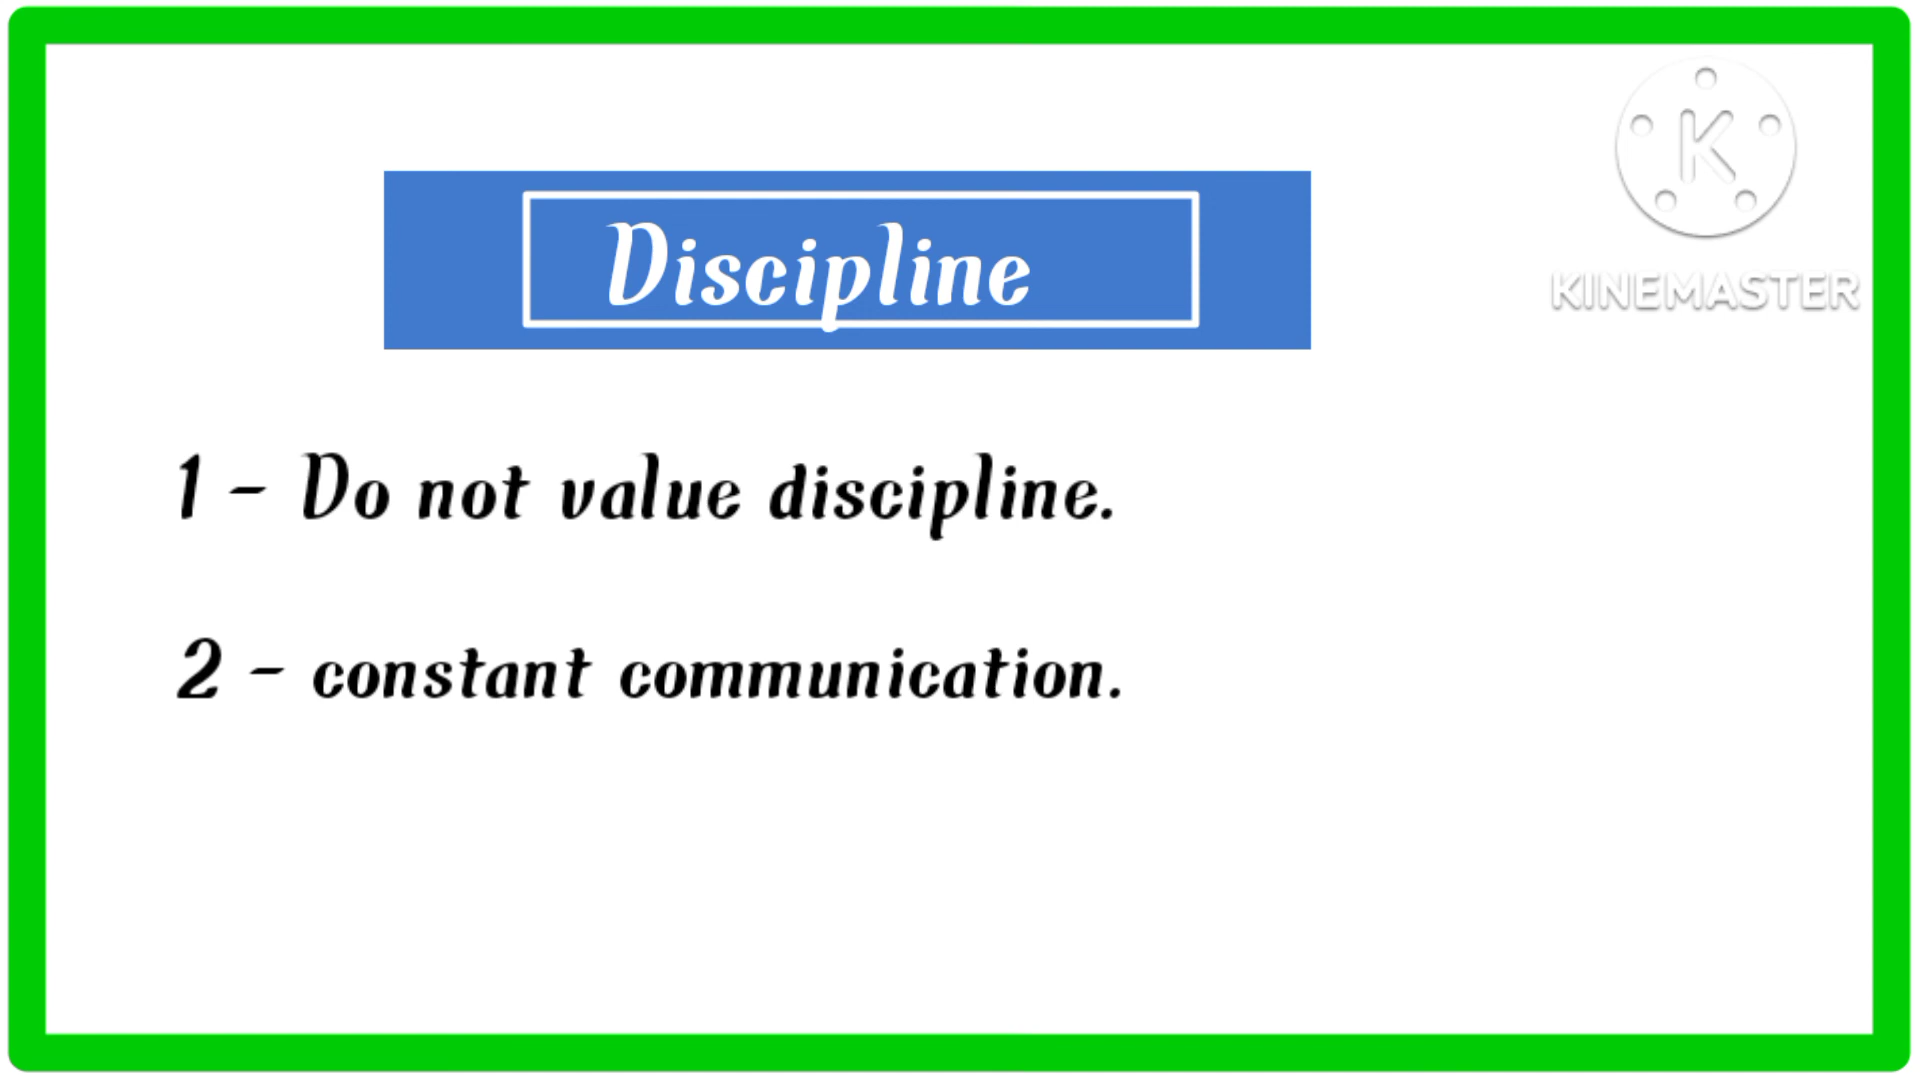 K
KINEMASTER
Discipline
1 - Do not value discipline.
2 - constant communication.